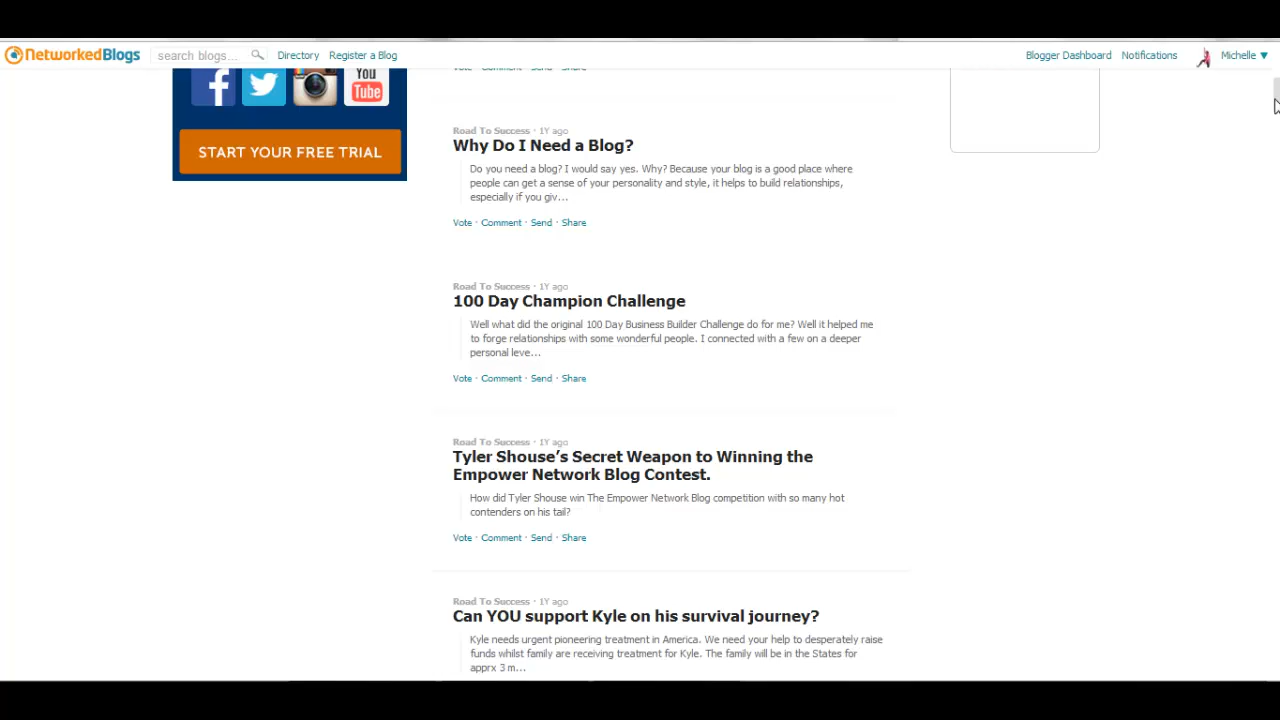 NetworkedBlogs search blogs... Directory Register a Blog Blogger Dashboard Notifications Michelle ▼
You
Tube
START YOUR FREE TRIAL
Vote · Comment · Send · Share
Road To Success · 1Y ago
Why Do I Need a Blog?
Do you need a blog? I would say yes. Why? Because your blog is a good place where
people can get a sense of your personality and style, it helps to build relationships,
especially if you giv...
Vote · Comment · Send · Share
Road To Success · 1Y ago
100 Day Champion Challenge
Well what did the original 100 Day Business Builder Challenge do for me? Well it helped me
to forge relationships with some wonderful people. I connected with a few on a deeper
personal leve...
Vote · Comment · Send · Share
Road To Success · 1Y ago
Tyler Shouse’s Secret Weapon to Winning the
Empower Network Blog Contest.
How did Tyler Shouse win The Empower Network Blog competition with so many hot
contenders on his tail?
Vote · Comment · Send · Share
Road To Success · 1Y ago
Can YOU support Kyle on his survival journey?
Kyle needs urgent pioneering treatment in America. We need your help to desperately raise
funds whilst family are receiving treatment for Kyle. The family will be in the States for
apprx 3 m...